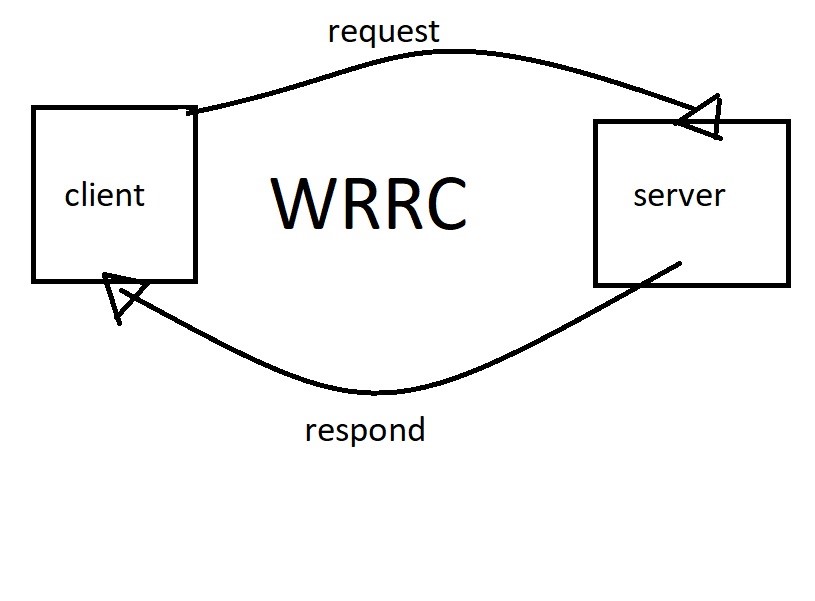 request
client
WRRC
server
respond